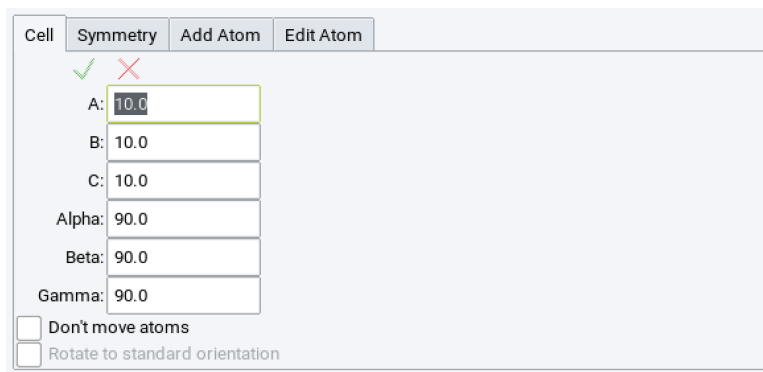 Cell Symmetry Add Atom Edit Atom
A: 10.0
B: 10.0
C: 10.0
Alpha: 90.0
Beta: 90.0
Gamma: 90.0
Don't move atoms
Rotate to standard orientation